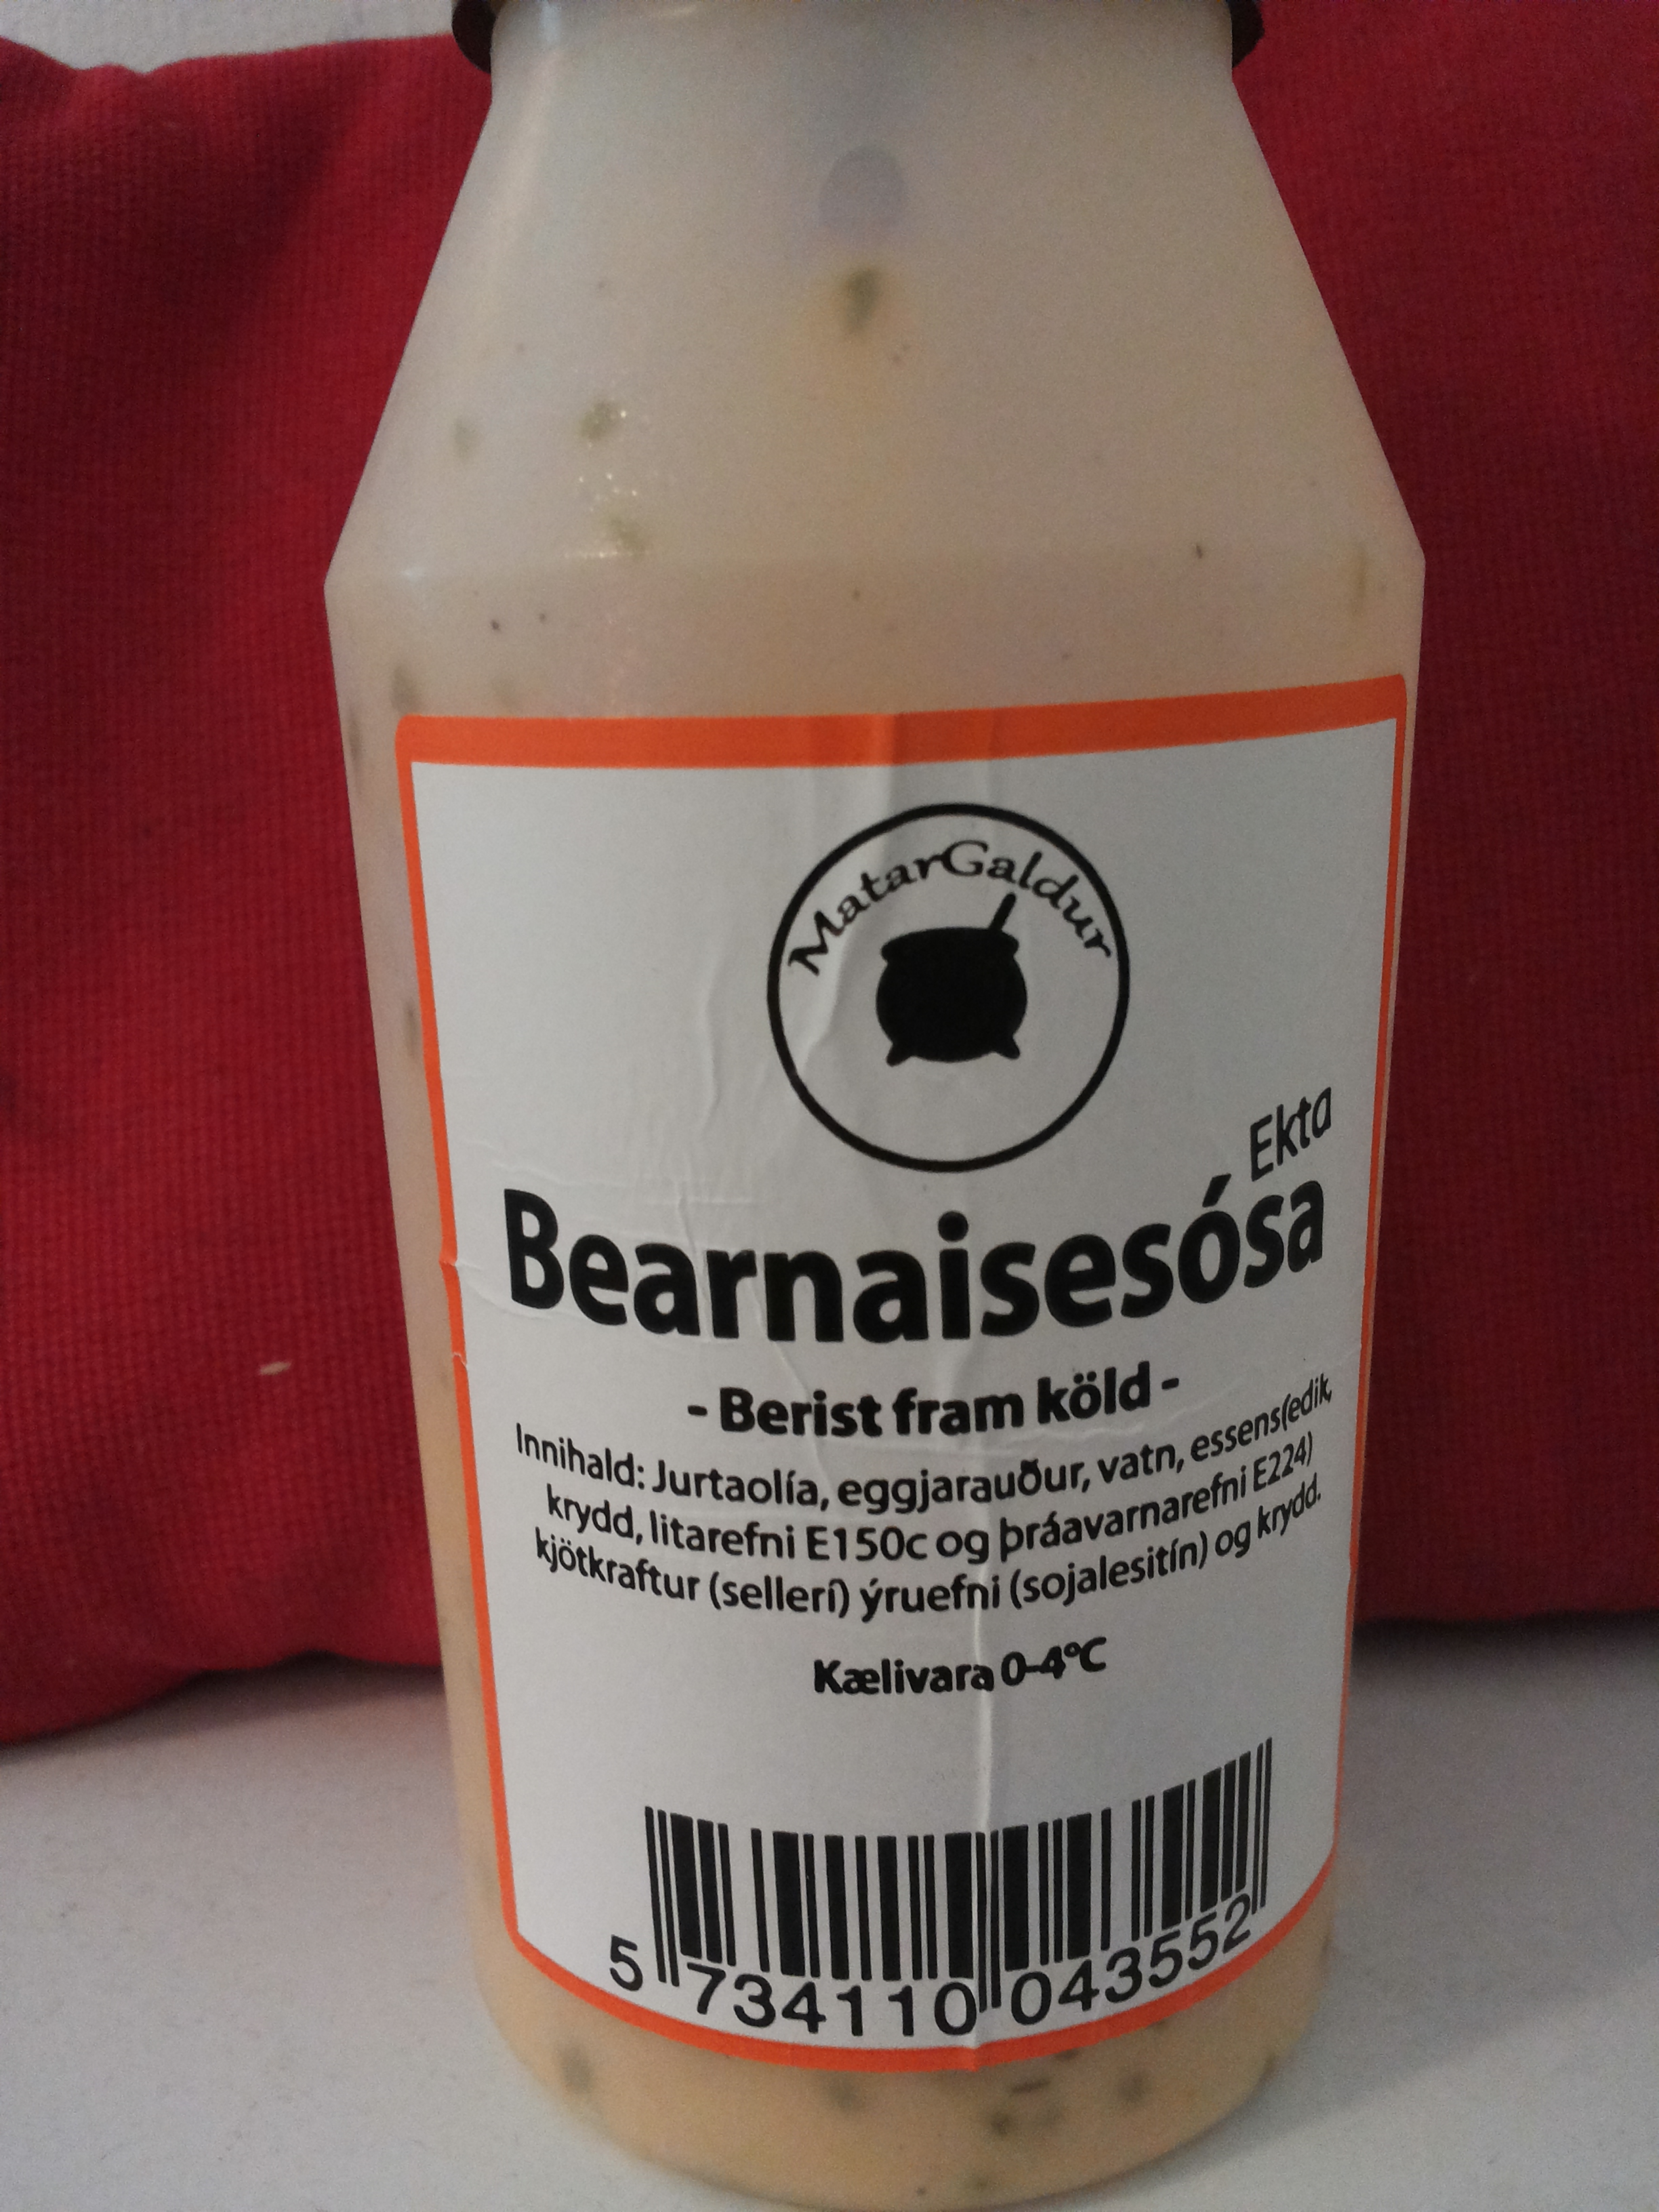 MatarGaldur
Ekta
Bearnaisesósa
- Berist fram köld -
Innihald: Jurtaolía, eggjarauður, vatn, essens(edik,
krydd, litarefni E150c og þráavarnarefni E224)
kjötkraftur (sellerí) ýruefni (sojalesitín) og krydd.
Kælivara 0-4°C
5 734110 043552